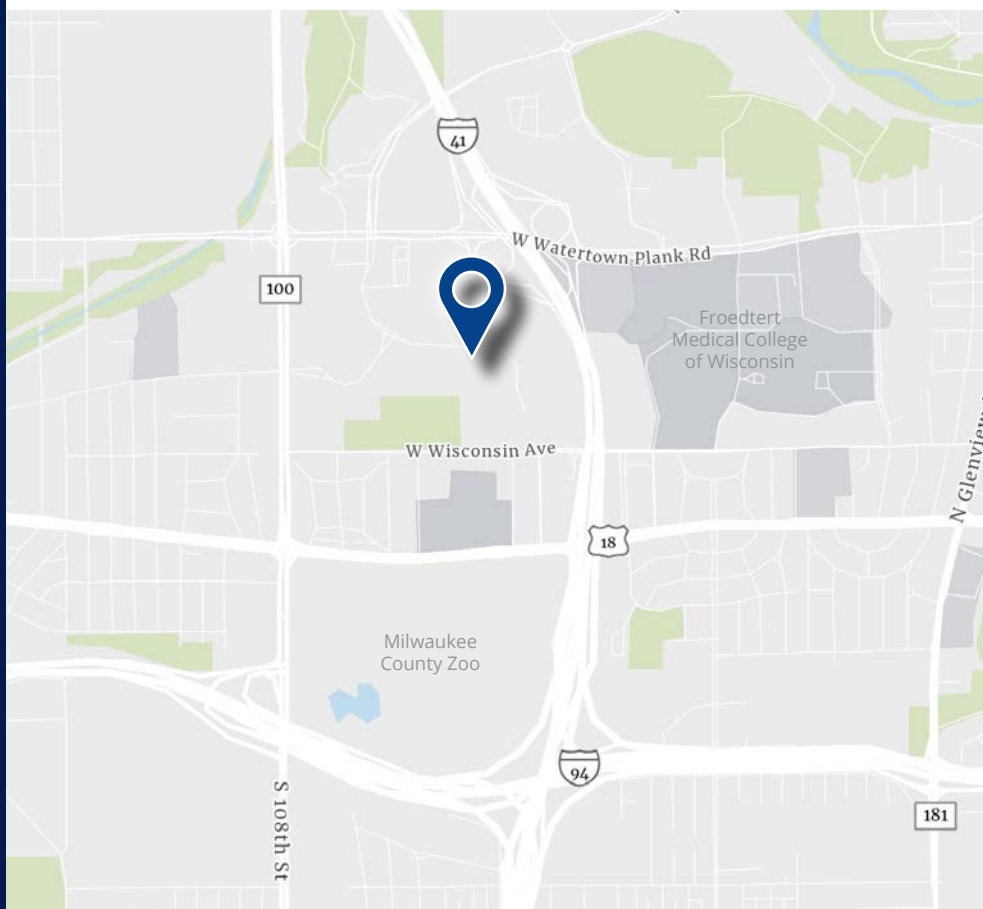 41
W Watertown Plank Rd
100
Froedtert
Medical College
of Wisconsin
W Wisconsin Ave
N Glenview
18
Milwaukee
County Zoo
94
S 108th St
181